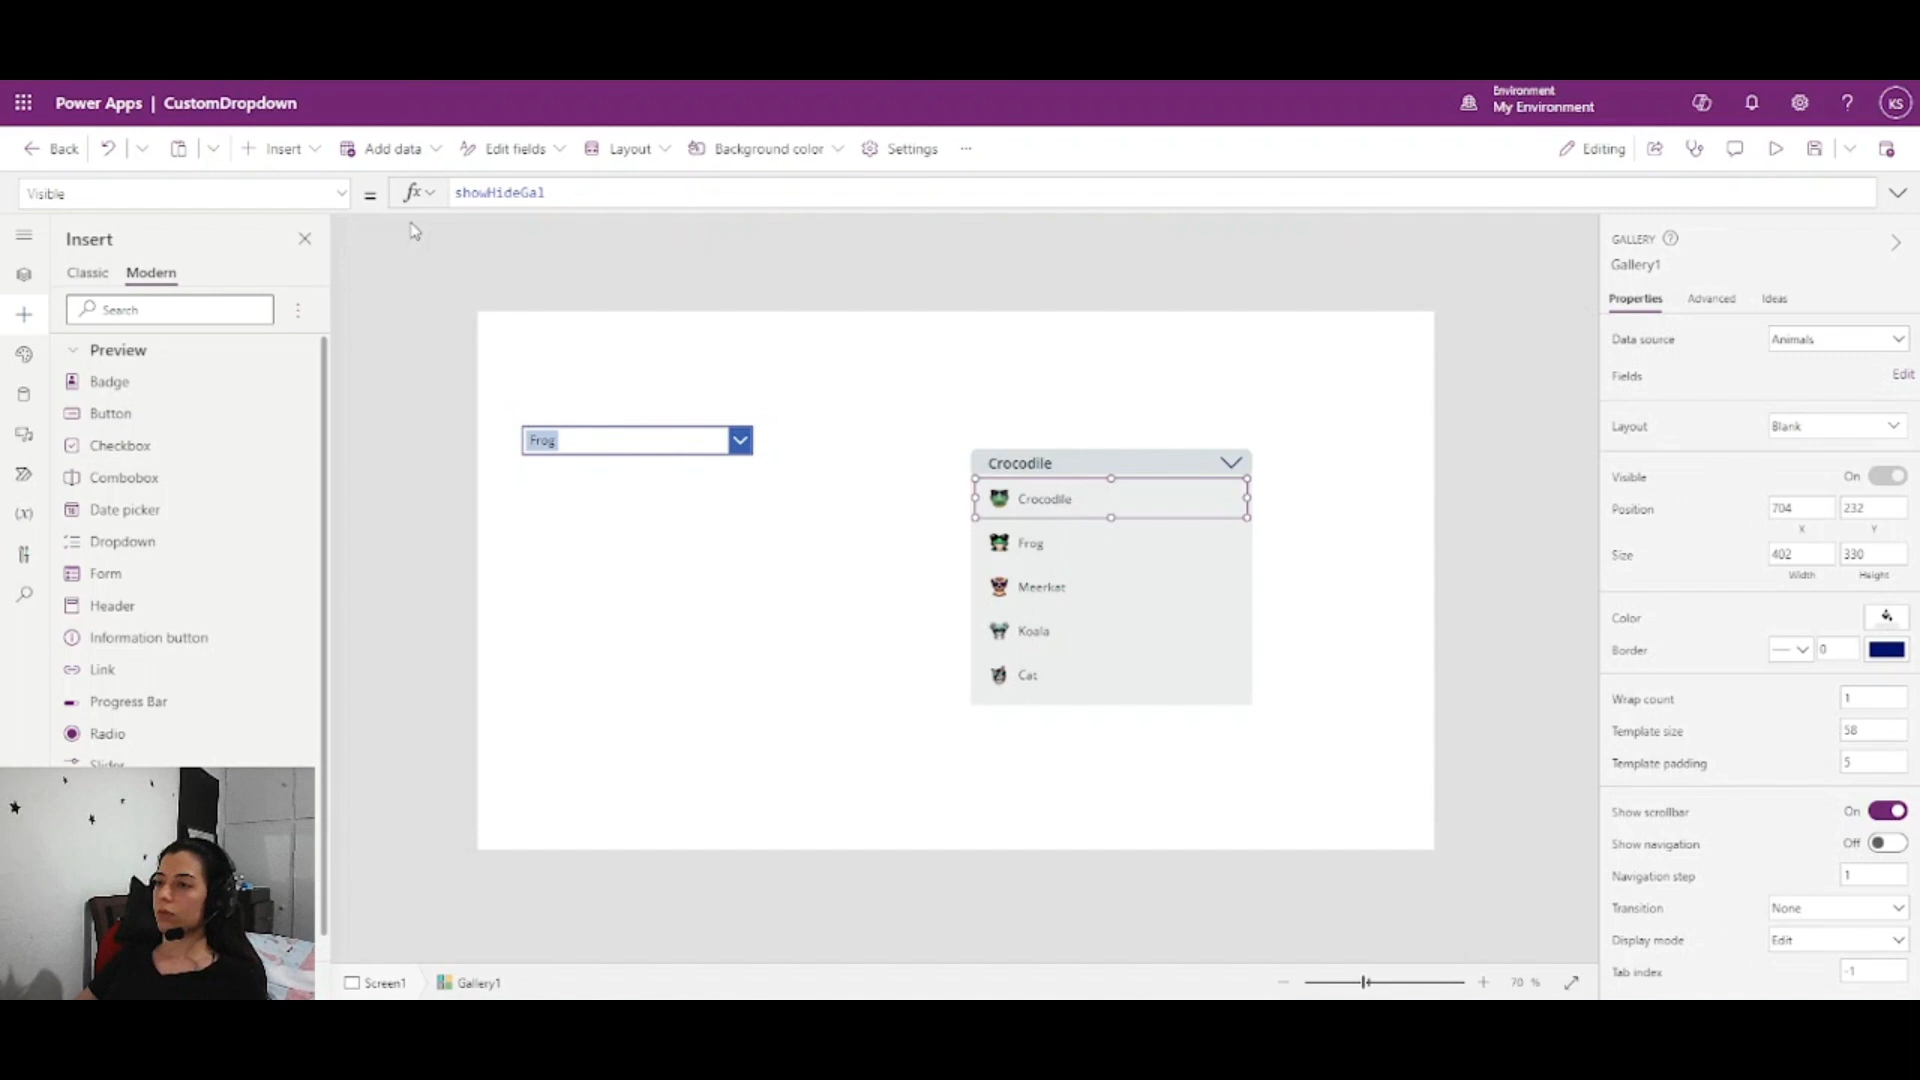 Power Apps | CustomDropdown
Environment
My Environment
KS
Back
Insert
Add data
Edit fields
Layout
Background color
Settings
Editing
Visible
=
fx
showHideGal
Insert
Classic
Modern
Search
Preview
Badge
Button
Checkbox
Combobox
Date picker
Dropdown
Form
Header
Information button
Link
Progress Bar
Radio
Slider
Frog
Crocodile
Crocodile
Frog
Meerkat
Koala
Cat
GALLERY
Gallery1
Properties
Advanced
Ideas
Data source
Animals
Fields
Edit
Layout
Blank
Visible
On
Position
704
232
X
Y
Size
402
330
Width
Height
Color
Border
0
Wrap count
1
Template size
58
Template padding
5
Show scrollbar
On
Show navigation
Off
Navigation step
1
Transition
None
Display mode
Edit
Tab index
-1
Screen1
Gallery1
70 %